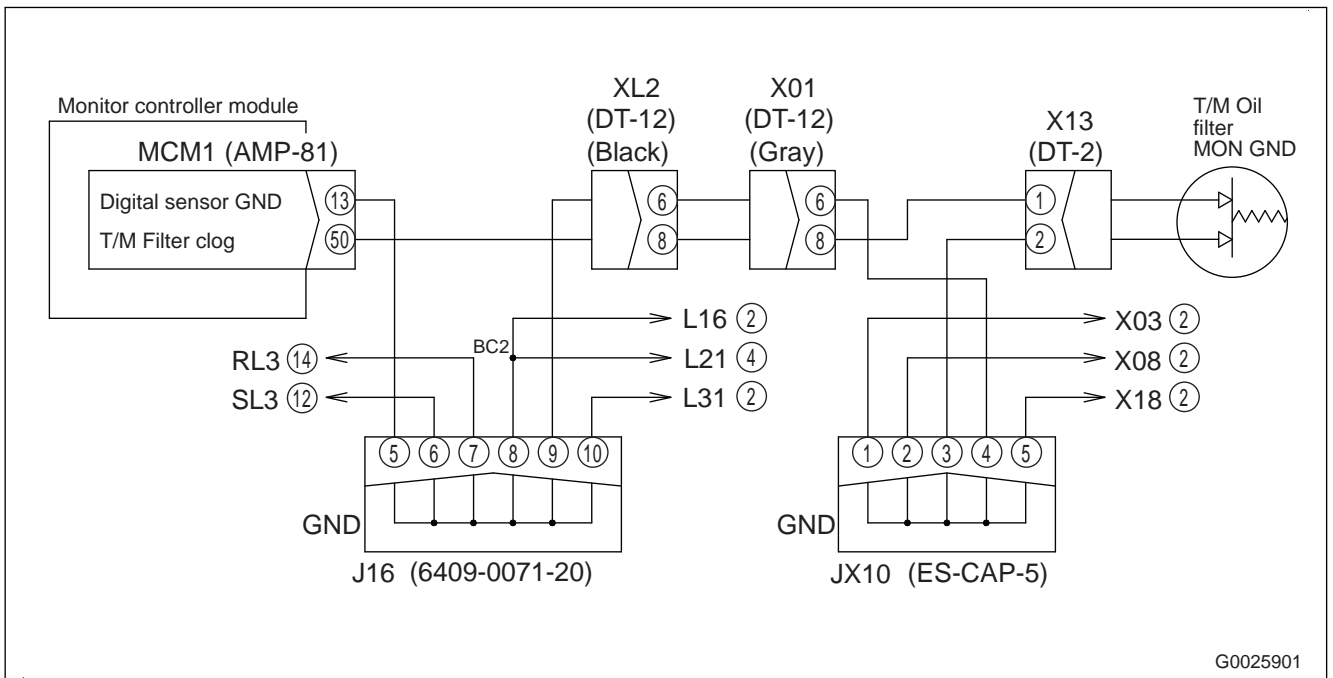 Monitor controller module
MCM1 (AMP-81)
Digital sensor GND
13
T/M Filter clog
50
XL2
(DT-12)
(Black)
6
8
X01
(DT-12)
(Gray)
6
8
X13
(DT-2)
1
2
T/M Oil
filter
MON GND
RL3 14
SL3 12
BC2
L16 2
L21 4
L31 2
X03 2
X08 2
X18 2
5 6 7 8 9 10
GND
J16 (6409-0071-20)
1 2 3 4 5
GND
JX10 (ES-CAP-5)
G0025901